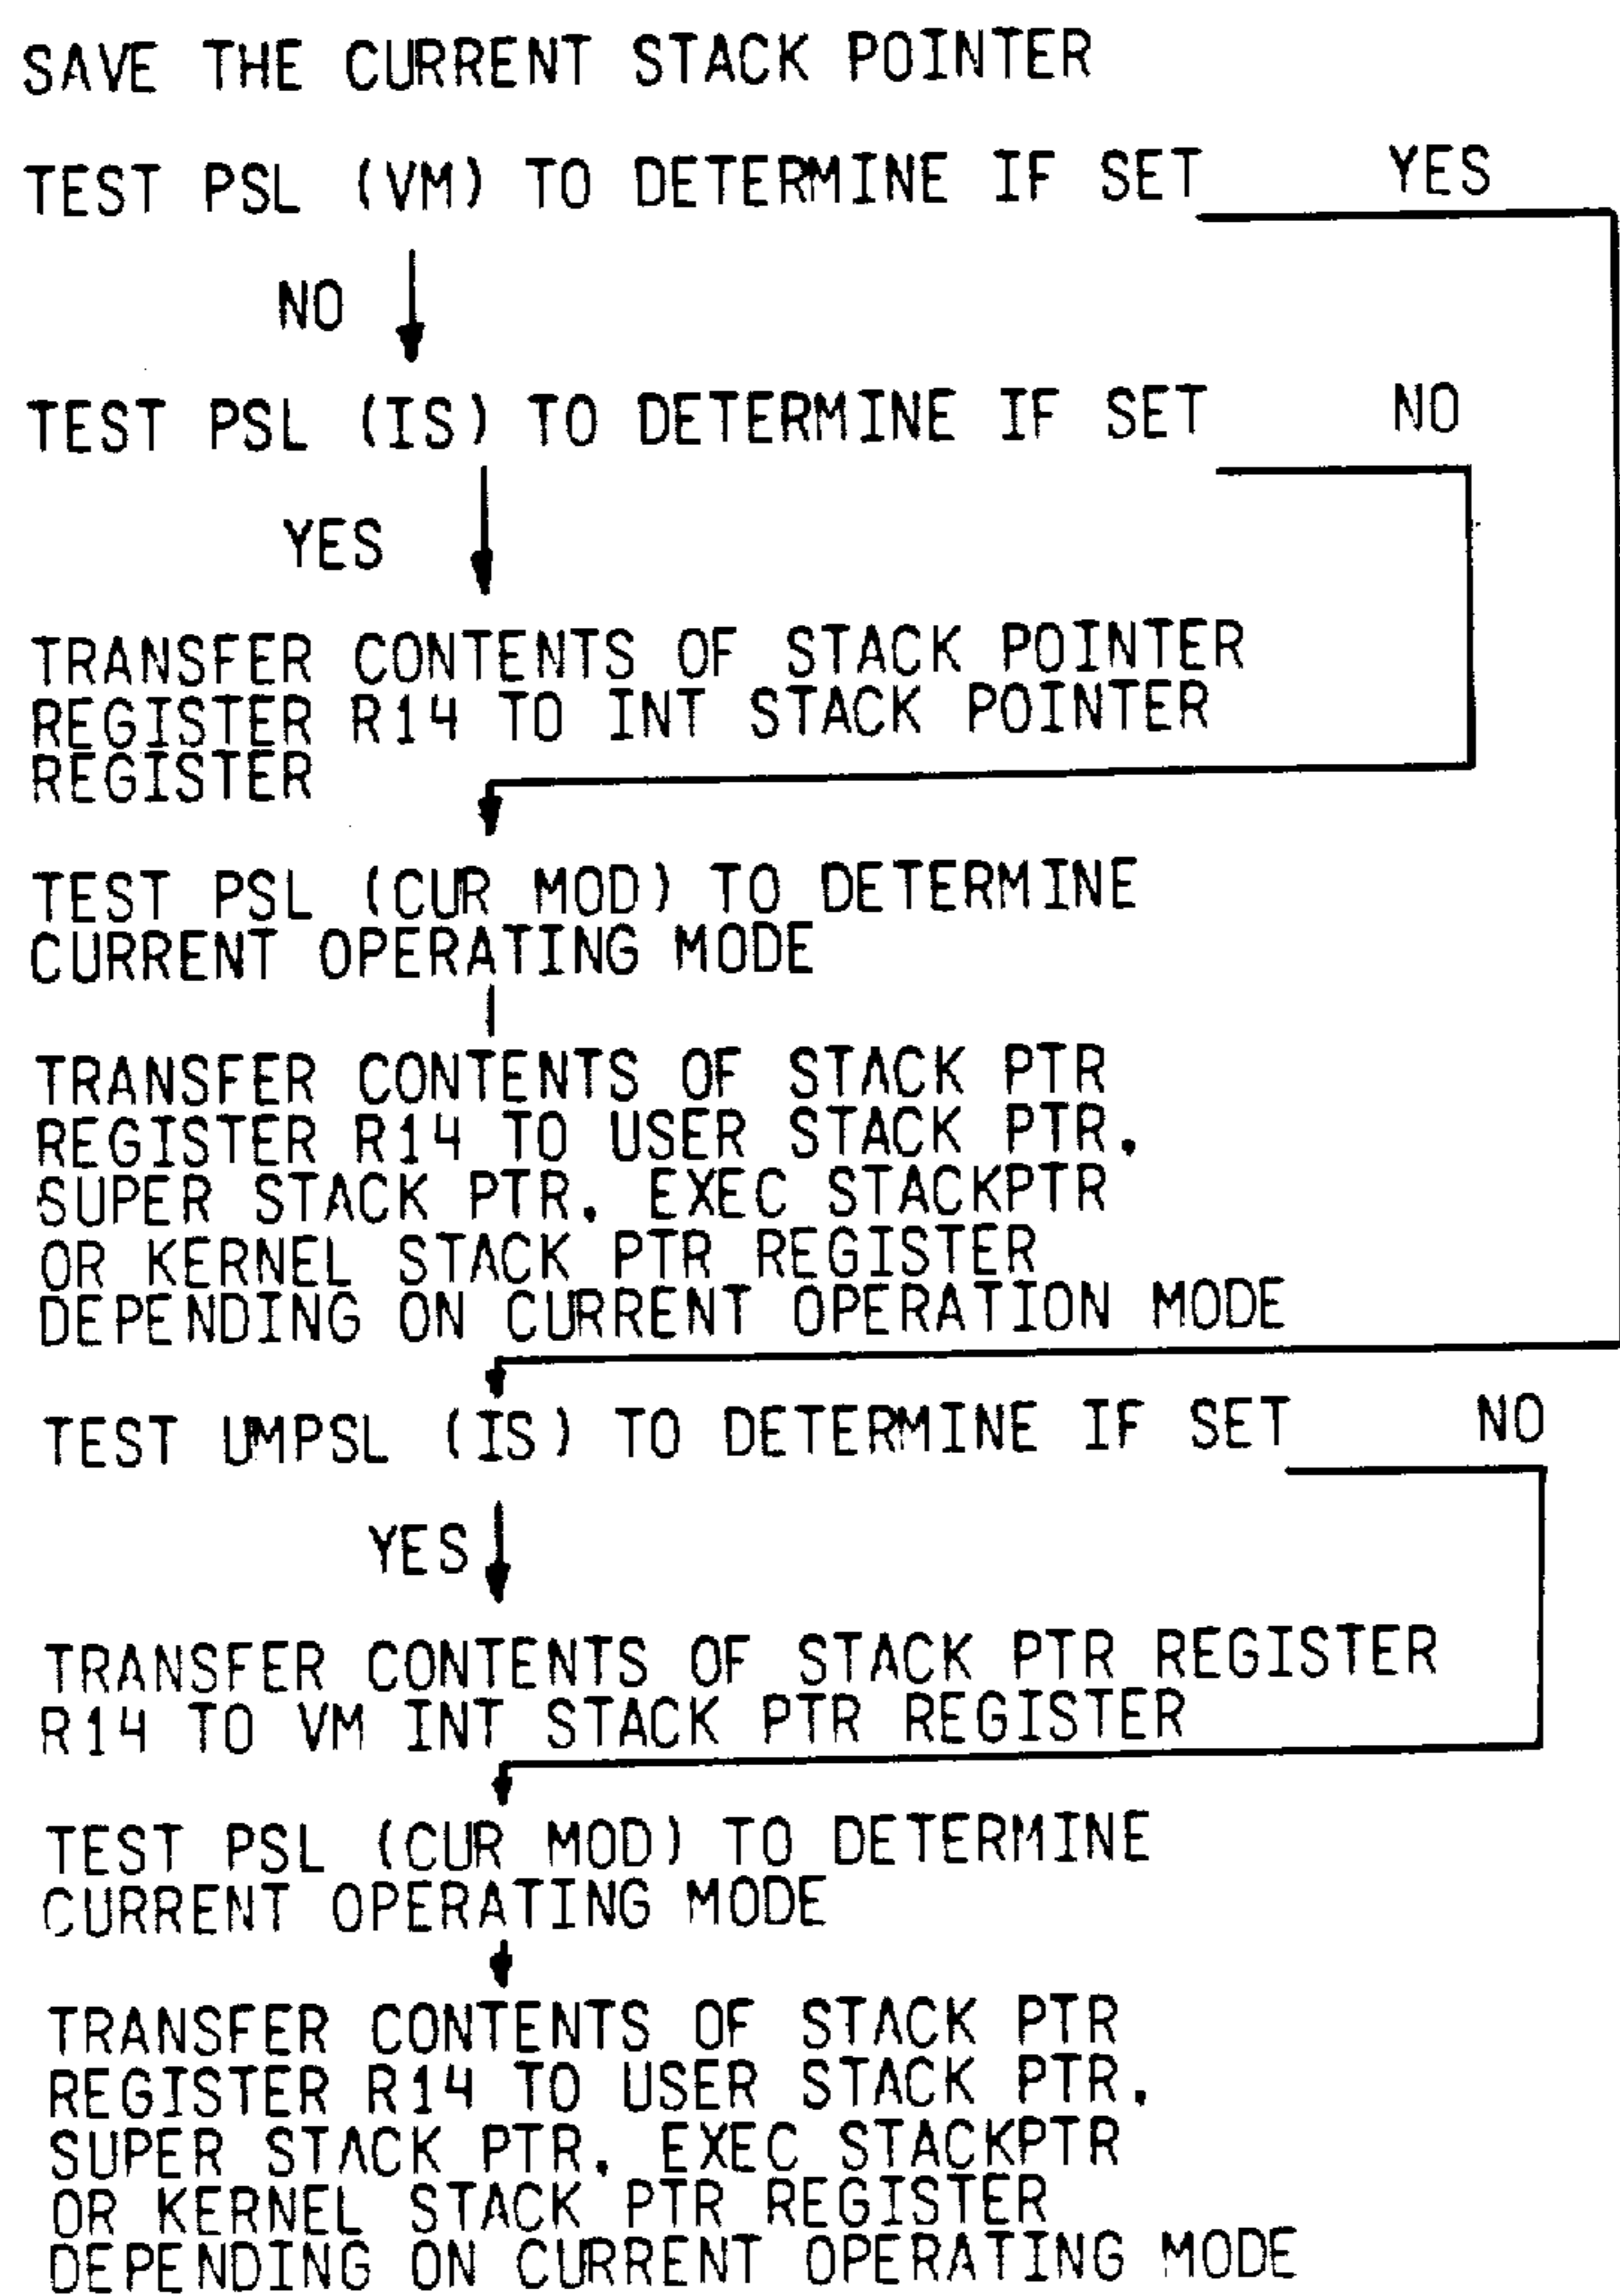 SAVE THE CURRENT STACK POINTER
TEST PSL (VM) TO DETERMINE IF SET YES
NO
TEST PSL (IS) TO DETERMINE IF SET NO
YES
TRANSFER CONTENTS OF STACK POINTER
REGISTER R14 TO INT STACK POINTER
REGISTER
TEST PSL (CUR MOD) TO DETERMINE
CURRENT OPERATING MODE
TRANSFER CONTENTS OF STACK PTR
REGISTER R14 TO USER STACK PTR.
SUPER STACK PTR. EXEC STACKPTR
OR KERNEL STACK PTR REGISTER
DEPENDING ON CURRENT OPERATION MODE
TEST UMPSL (IS) TO DETERMINE IF SET NO
YES
TRANSFER CONTENTS OF STACK PTR REGISTER
R14 TO VM INT STACK PTR REGISTER
TEST PSL (CUR MOD) TO DETERMINE
CURRENT OPERATING MODE
TRANSFER CONTENTS OF STACK PTR
REGISTER R14 TO USER STACK PTR.
SUPER STACK PTR. EXEC STACKPTR
OR KERNEL STACK PTR REGISTER
DEPENDING ON CURRENT OPERATING MODE